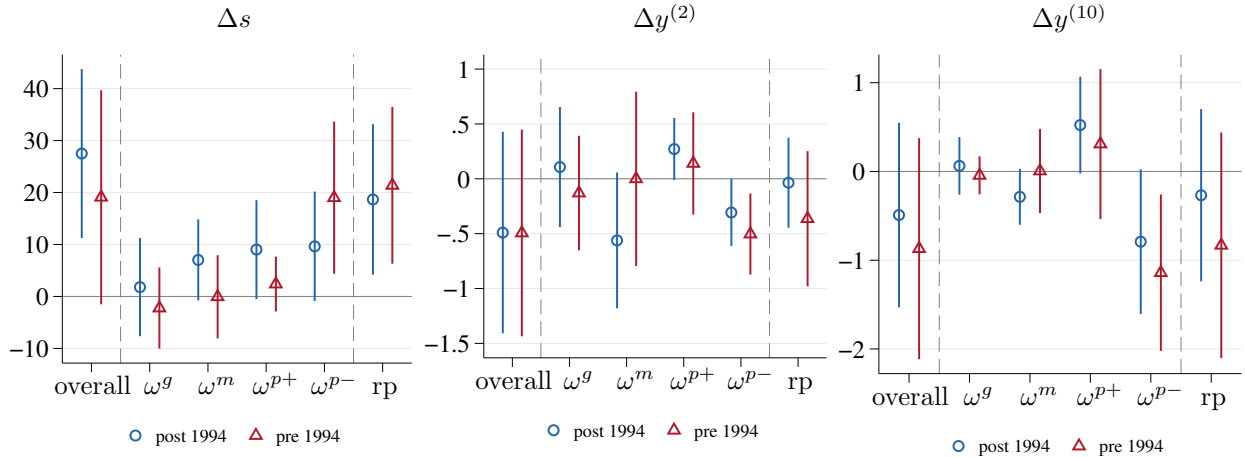 Δs
40
30
20
10
0
−10
overall ω^g ω^m ω^{p+} ω^{p−} rp
post 1994 pre 1994
Δy^{(2)}
1
.5
0
−.5
−1
−1.5
overall ω^g ω^m ω^{p+} ω^{p−} rp
post 1994 pre 1994
Δy^{(10)}
1
0
−1
−2
overall ω^g ω^m ω^{p+} ω^{p−} rp
post 1994 pre 1994